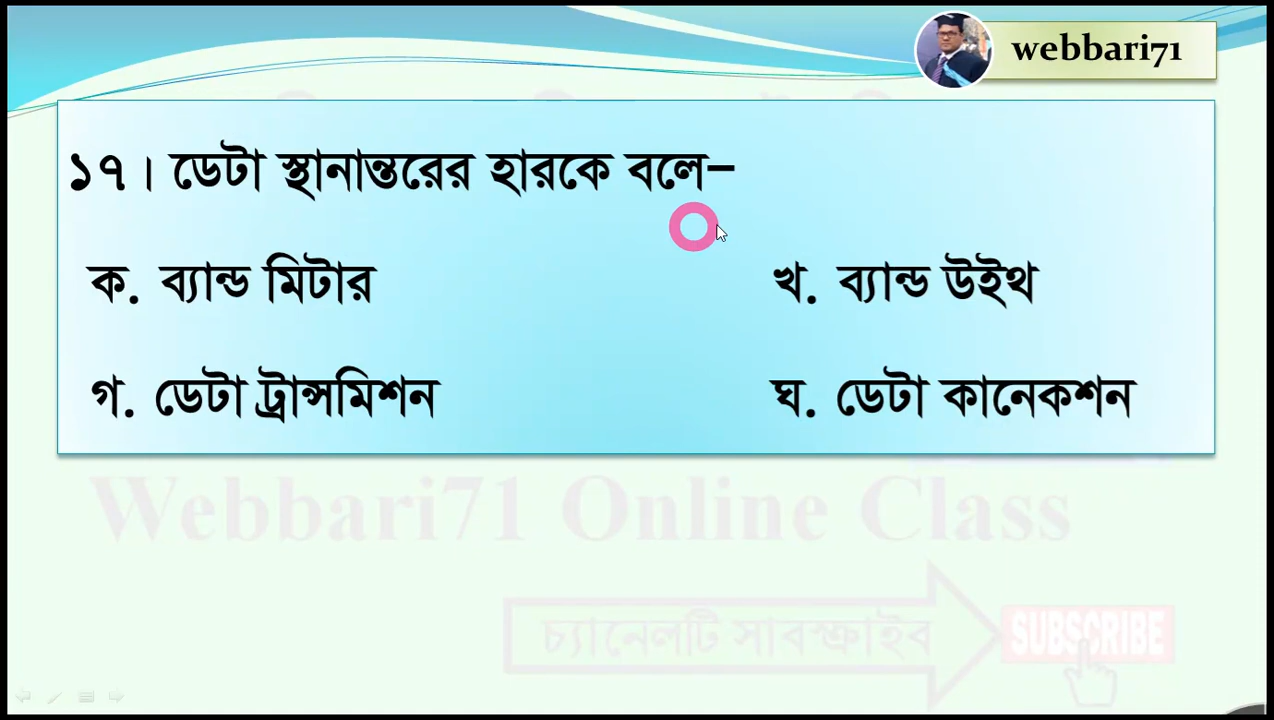 webbari71
১৭। ডেটা স্থানান্তরের হারকে বলে-
ক. ব্যান্ড মিটার
খ. ব্যান্ড উইথ
গ. ডেটা ট্রান্সমিশন
ঘ. ডেটা কানেকশন
Webbari71 Online Class
চ্যানেলটি সাবস্ক্রাইব
SUBSCRIBE